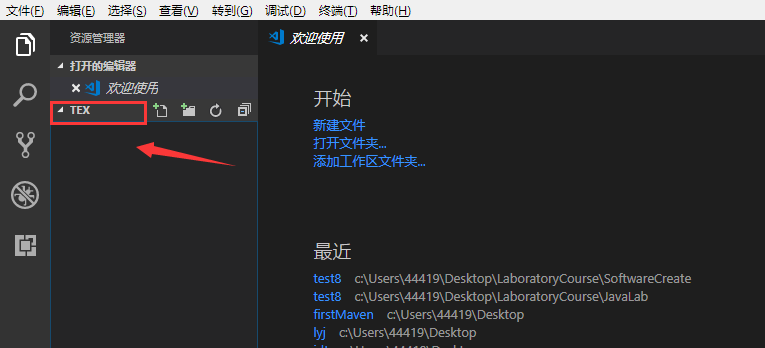 文件(F) 编辑(E) 选择(S) 查看(V) 转到(G) 调试(D) 终端(T) 帮助(H)
资源管理器
打开的编辑器
欢迎使用
TEX
欢迎使用
开始
新建文件
打开文件夹...
添加工作区文件夹...
最近
test8 c:\Users\44419\Desktop\LaboratoryCourse\SoftwareCreate
test8 c:\Users\44419\Desktop\LaboratoryCourse\JavaLab
firstMaven c:\Users\44419\Desktop
lyj c:\Users\44419\Desktop